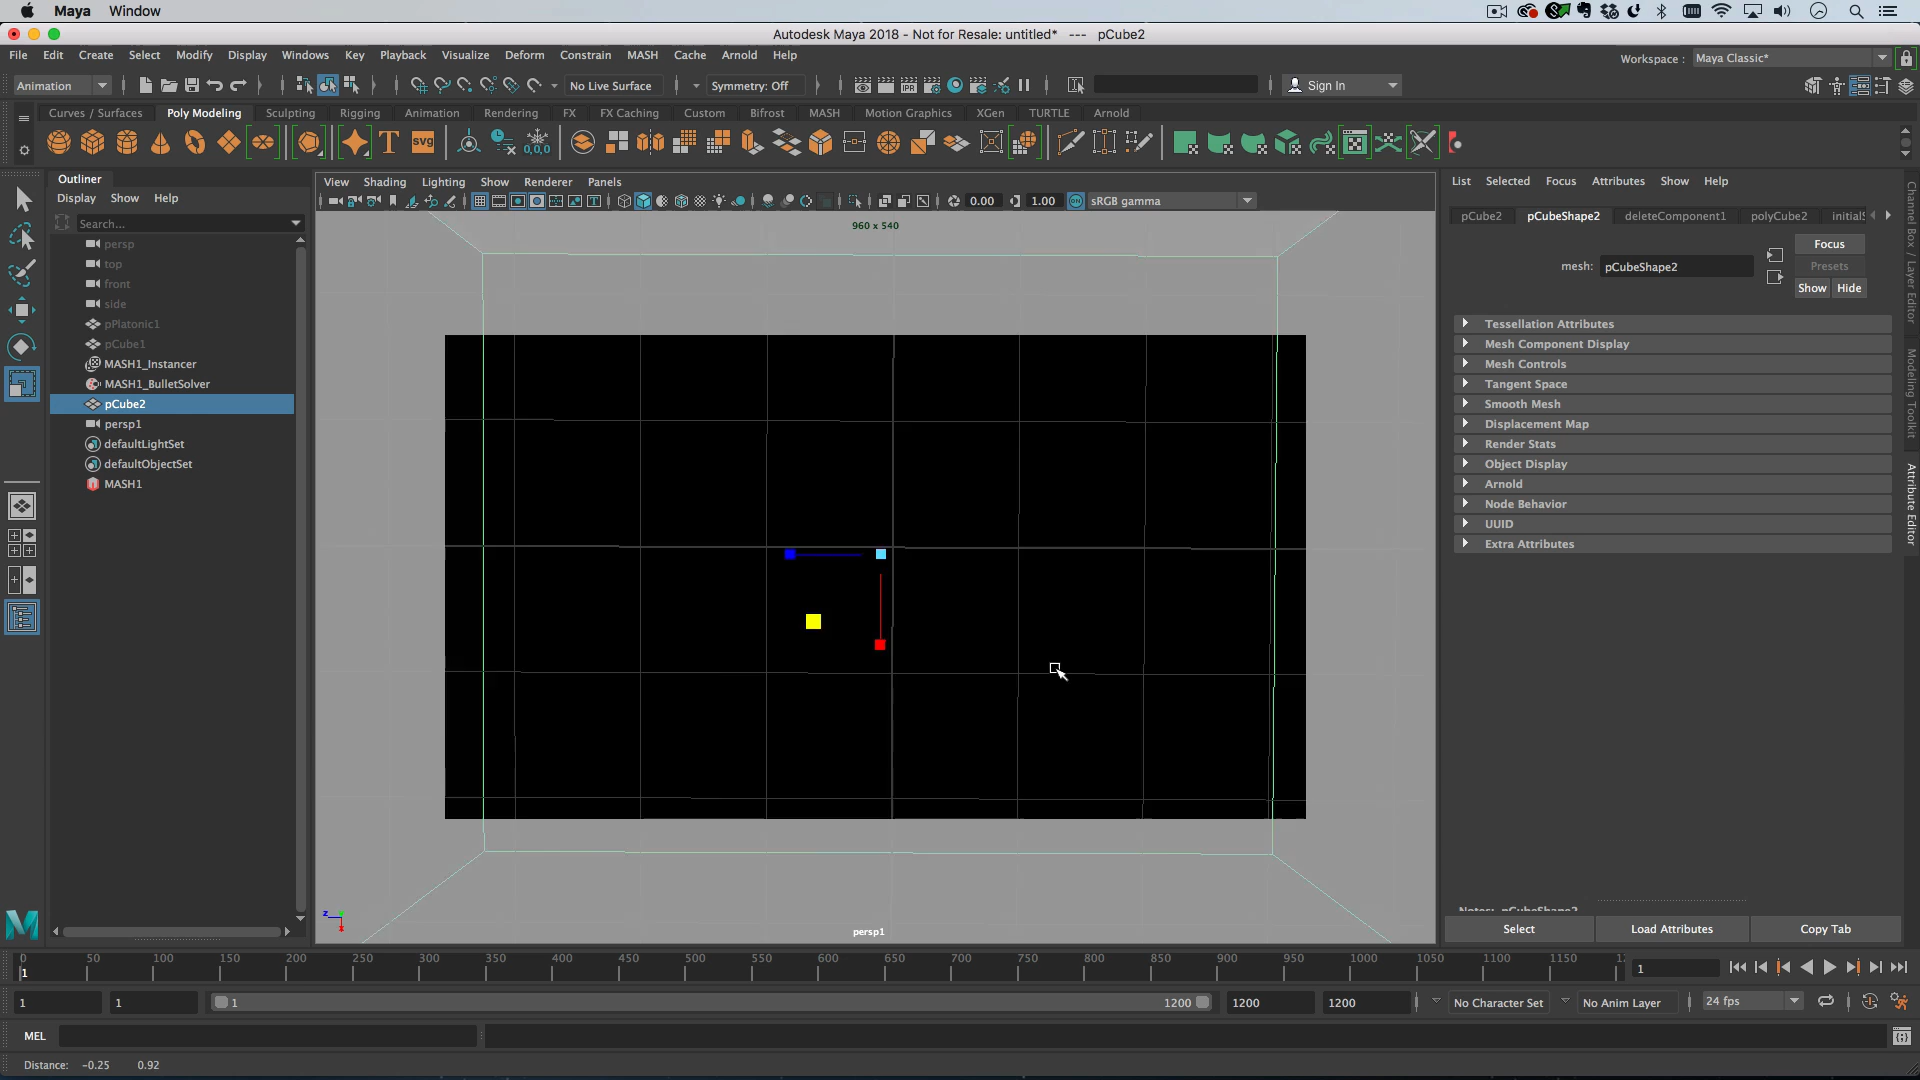 Maya Window
Autodesk Maya 2018 - Not for Resale: untitled* --- pCube2
File Edit Create Select Modify Display Windows Key Playback Visualize Deform Constrain MASH Cache Arnold Help
Workspace : Maya Classic*
Animation No Live Surface Symmetry: Off Sign In
Curves / Surfaces Poly Modeling Sculpting Rigging Animation Rendering FX FX Caching Custom Bifrost MASH Motion Graphics XGen TURTLE Arnold
IPR
T SVG 0,0,0
Outliner
Display Show Help
Search...
persp
top
front
side
pPlatonic1
pCube1
MASH1_Instancer
MASH1_BulletSolver
pCube2
persp1
defaultLightSet
defaultObjectSet
MASH1
View Shading Lighting Show Renderer Panels
0.00 1.00 ON sRGB gamma
960 x 540
z
persp1
List Selected Focus Attributes Show Help
pCube2 pCubeShape2 deleteComponent1 polyCube2 initialS
Focus
mesh: pCubeShape2
Presets
Show Hide
Tessellation Attributes
Mesh Component Display
Mesh Controls
Tangent Space
Smooth Mesh
Displacement Map
Render Stats
Object Display
Arnold
Node Behavior
UUID
Extra Attributes
Notes: pCubeShape2
Select Load Attributes Copy Tab
Channel Box / Layer Editor
Modeling Toolkit
Attribute Editor
0 50 100 150 200 250 300 350 400 450 500 550 600 650 700 750 800 850 900 950 1000 1050 1100 1150 1
1 1
1 1 1 1200 1200 1200 No Character Set No Anim Layer 24 fps
MEL
Distance: -0.25 0.92